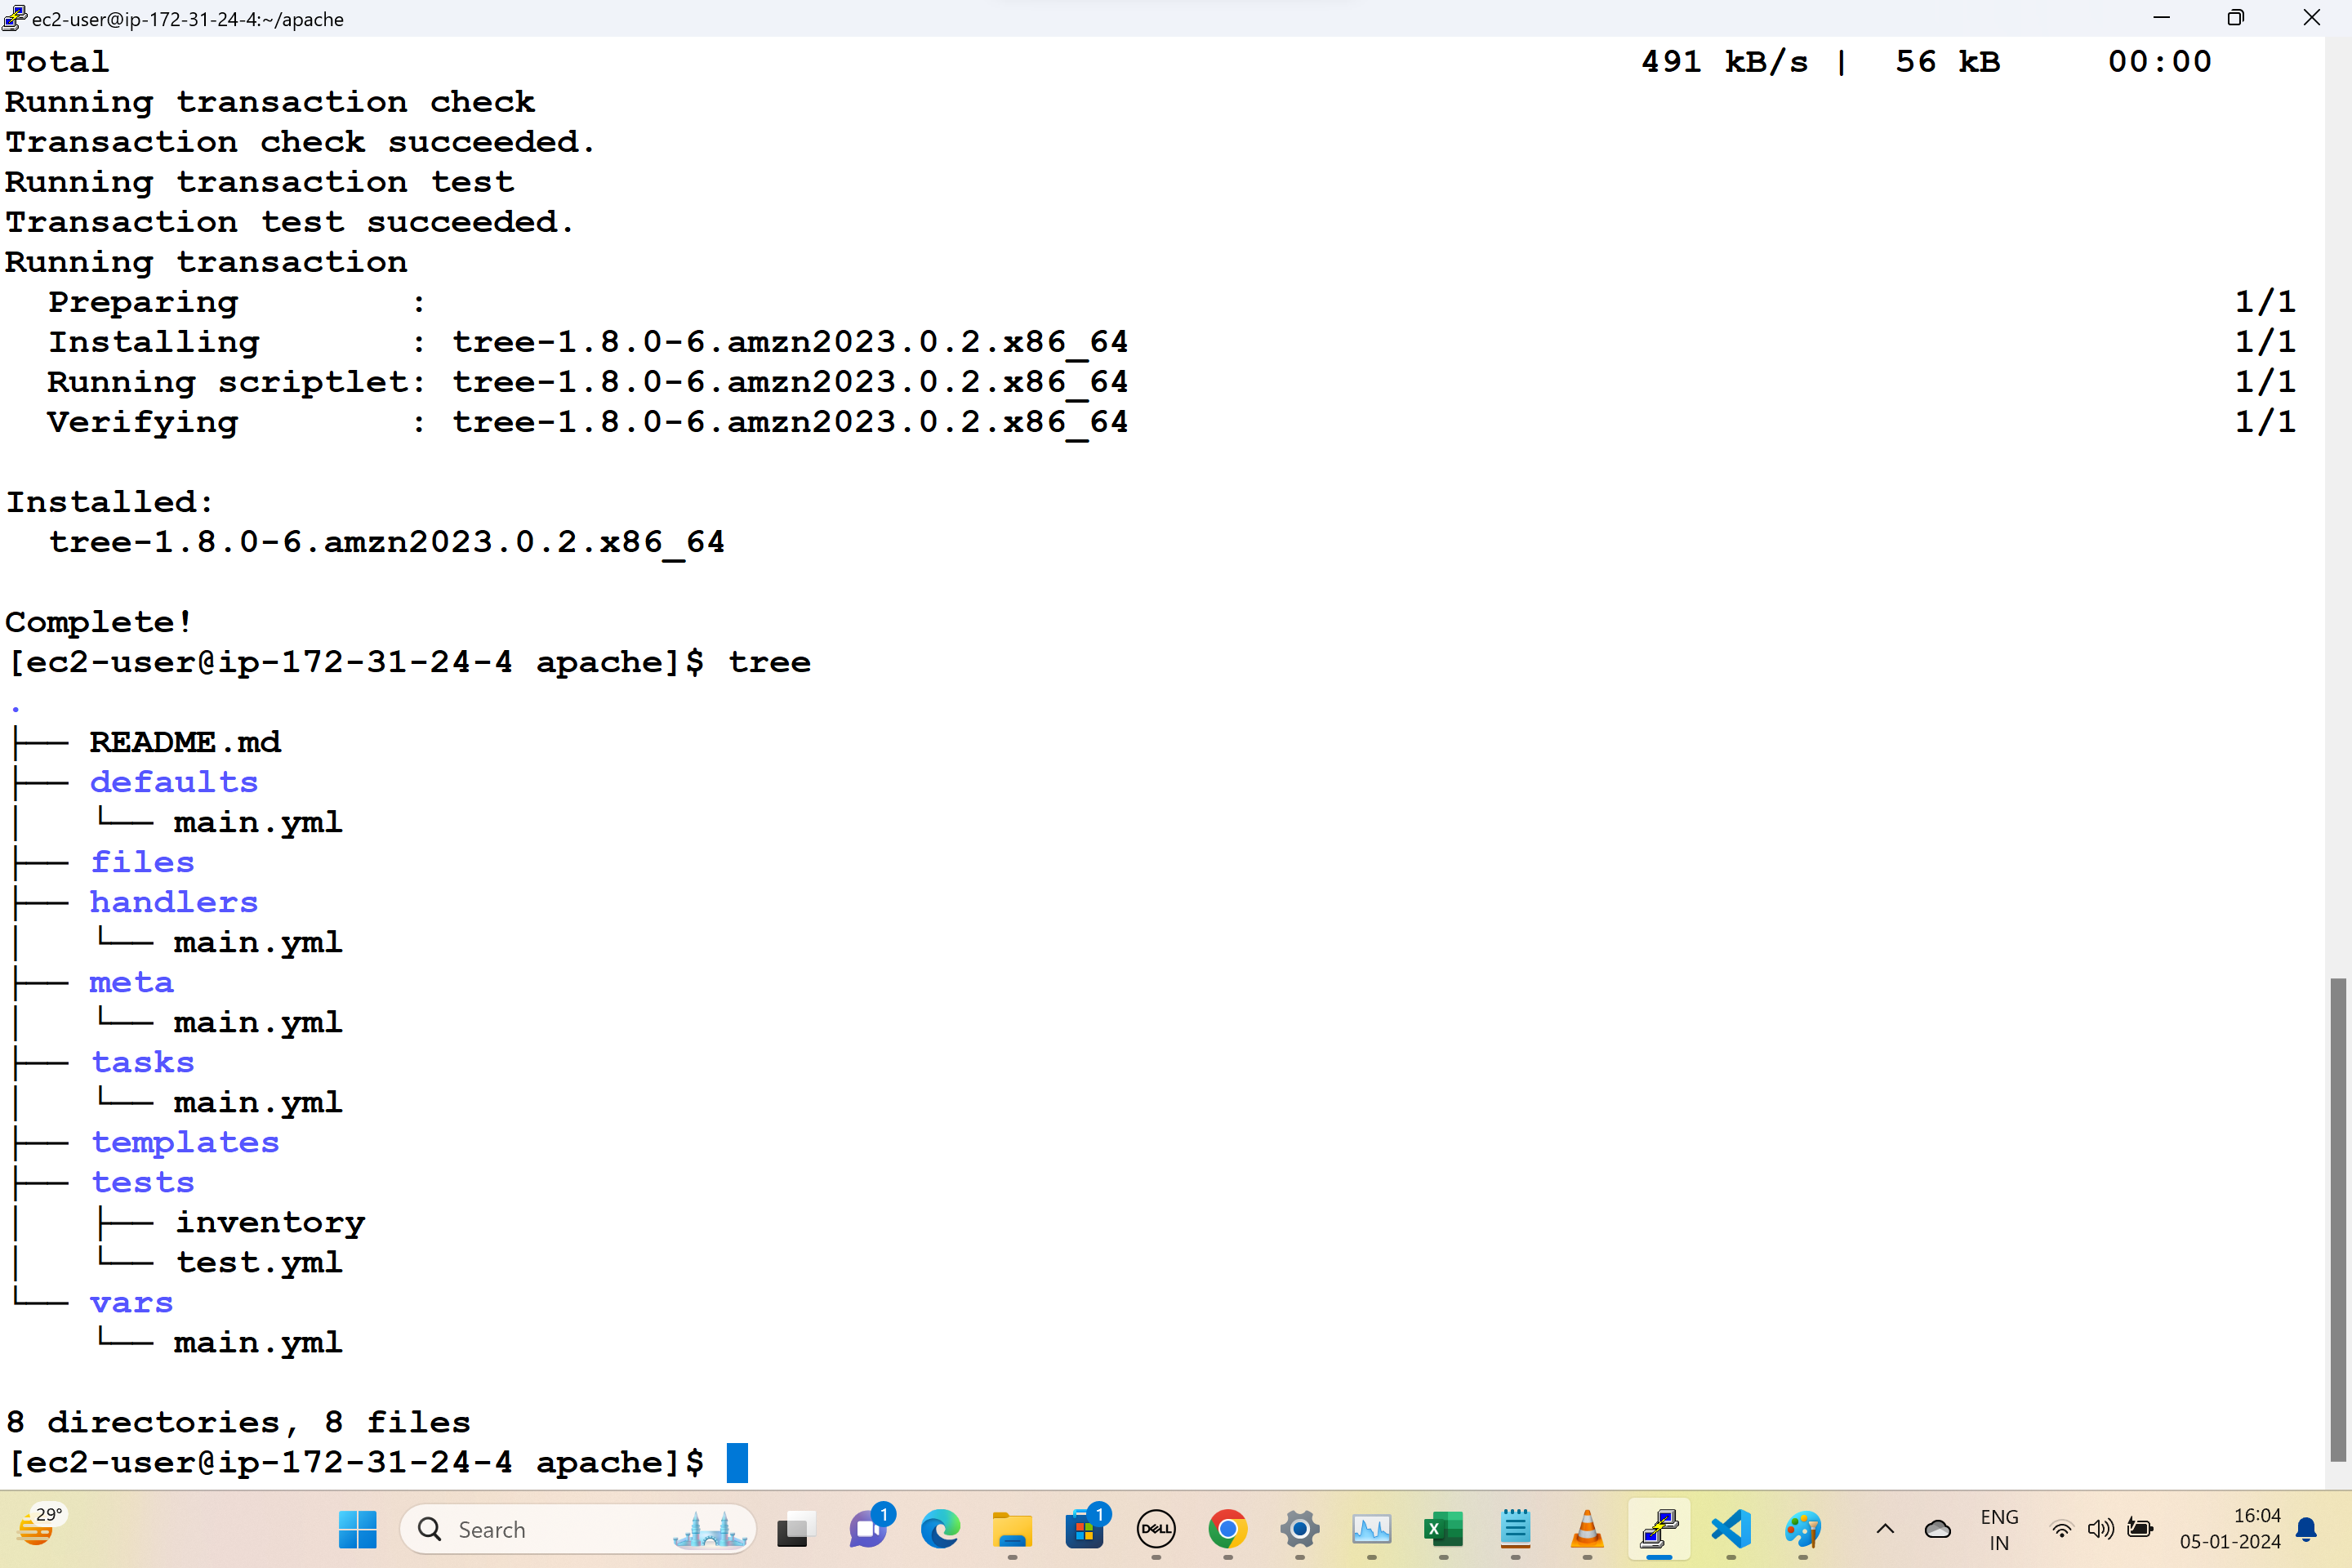 ec2-user@ip-172-31-24-4:~/apache
Total 491 kB/s | 56 kB 00:00
Running transaction check
Transaction check succeeded.
Running transaction test
Transaction test succeeded.
Running transaction
  Preparing        : 1/1
  Installing       : tree-1.8.0-6.amzn2023.0.2.x86_64 1/1
  Running scriptlet: tree-1.8.0-6.amzn2023.0.2.x86_64 1/1
  Verifying        : tree-1.8.0-6.amzn2023.0.2.x86_64 1/1
Installed:
  tree-1.8.0-6.amzn2023.0.2.x86_64
Complete!
[ec2-user@ip-172-31-24-4 apache]$ tree
.
├── README.md
├── defaults
│   └── main.yml
├── files
├── handlers
│   └── main.yml
├── meta
│   └── main.yml
├── tasks
│   └── main.yml
├── templates
├── tests
│   ├── inventory
│   └── test.yml
└── vars
    └── main.yml
8 directories, 8 files
[ec2-user@ip-172-31-24-4 apache]$
29°
Search
1
1
DELL
ENG
IN
16:04
05-01-2024